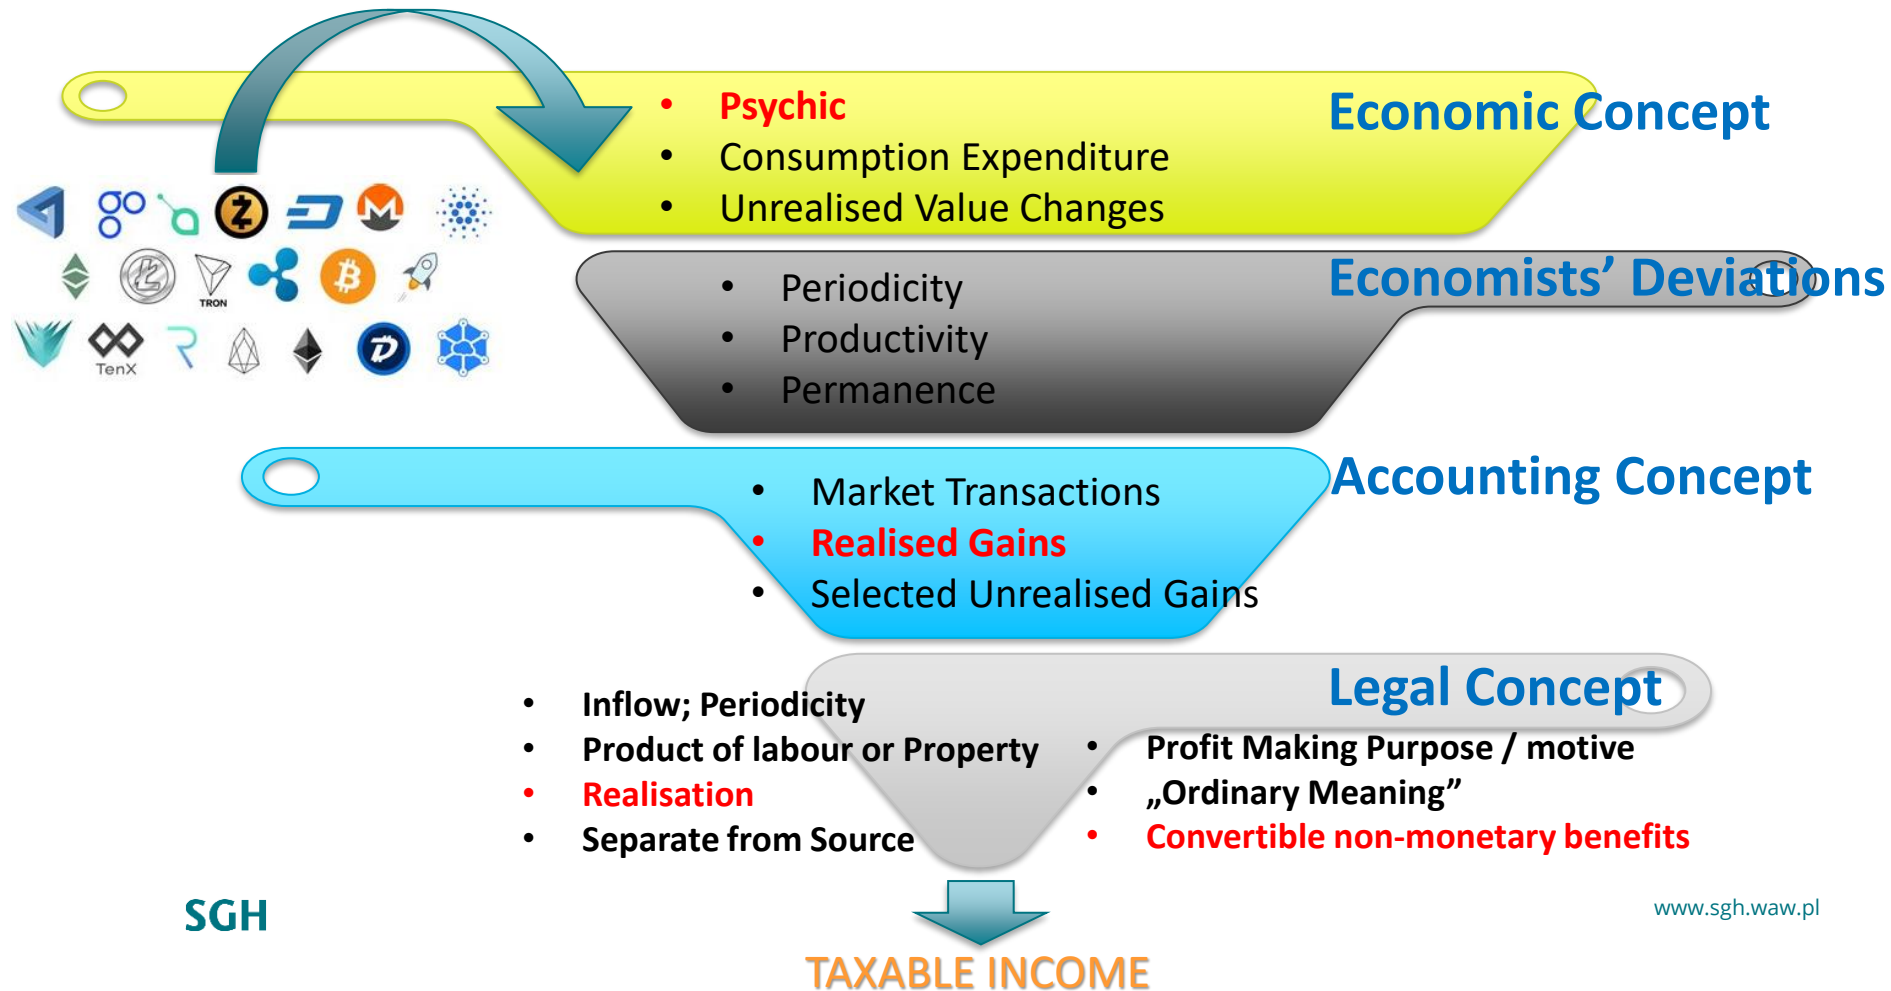 • Psychic
• Consumption Expenditure
• Unrealised Value Changes
Economic Concept
TRON
TenX
• Periodicity
• Productivity
• Permanence
Economists’ Deviations
• Market Transactions
• Realised Gains
• Selected Unrealised Gains
Accounting Concept
Legal Concept
• Inflow; Periodicity
• Product of labour or Property
• Realisation
• Separate from Source
• Profit Making Purpose / motive
• „Ordinary Meaning”
• Convertible non-monetary benefits
SGH
www.sgh.waw.pl
TAXABLE INCOME